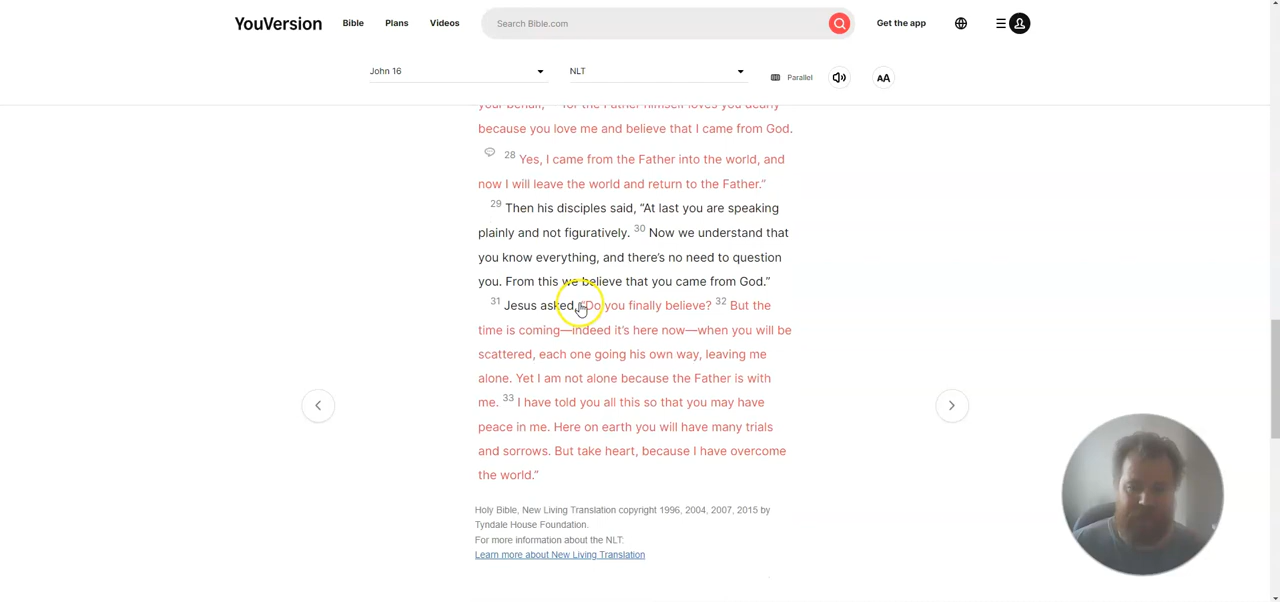 YouVersion Bible Plans Videos Search Bible.com Get the app
John 16 NLT Parallel AA
your behalf, for the Father himself loves you dearly
because you love me and believe that I came from God.
28 Yes, I came from the Father into the world, and
now I will leave the world and return to the Father.”
29 Then his disciples said, “At last you are speaking
plainly and not figuratively. 30 Now we understand that
you know everything, and there’s no need to question
you. From this we believe that you came from God.”
31 Jesus asked, “Do you finally believe? 32 But the
time is coming—indeed it’s here now—when you will be
scattered, each one going his own way, leaving me
alone. Yet I am not alone because the Father is with
me. 33 I have told you all this so that you may have
peace in me. Here on earth you will have many trials
and sorrows. But take heart, because I have overcome
the world.”
Holy Bible, New Living Translation copyright 1996, 2004, 2007, 2015 by
Tyndale House Foundation.
For more information about the NLT:
Learn more about New Living Translation